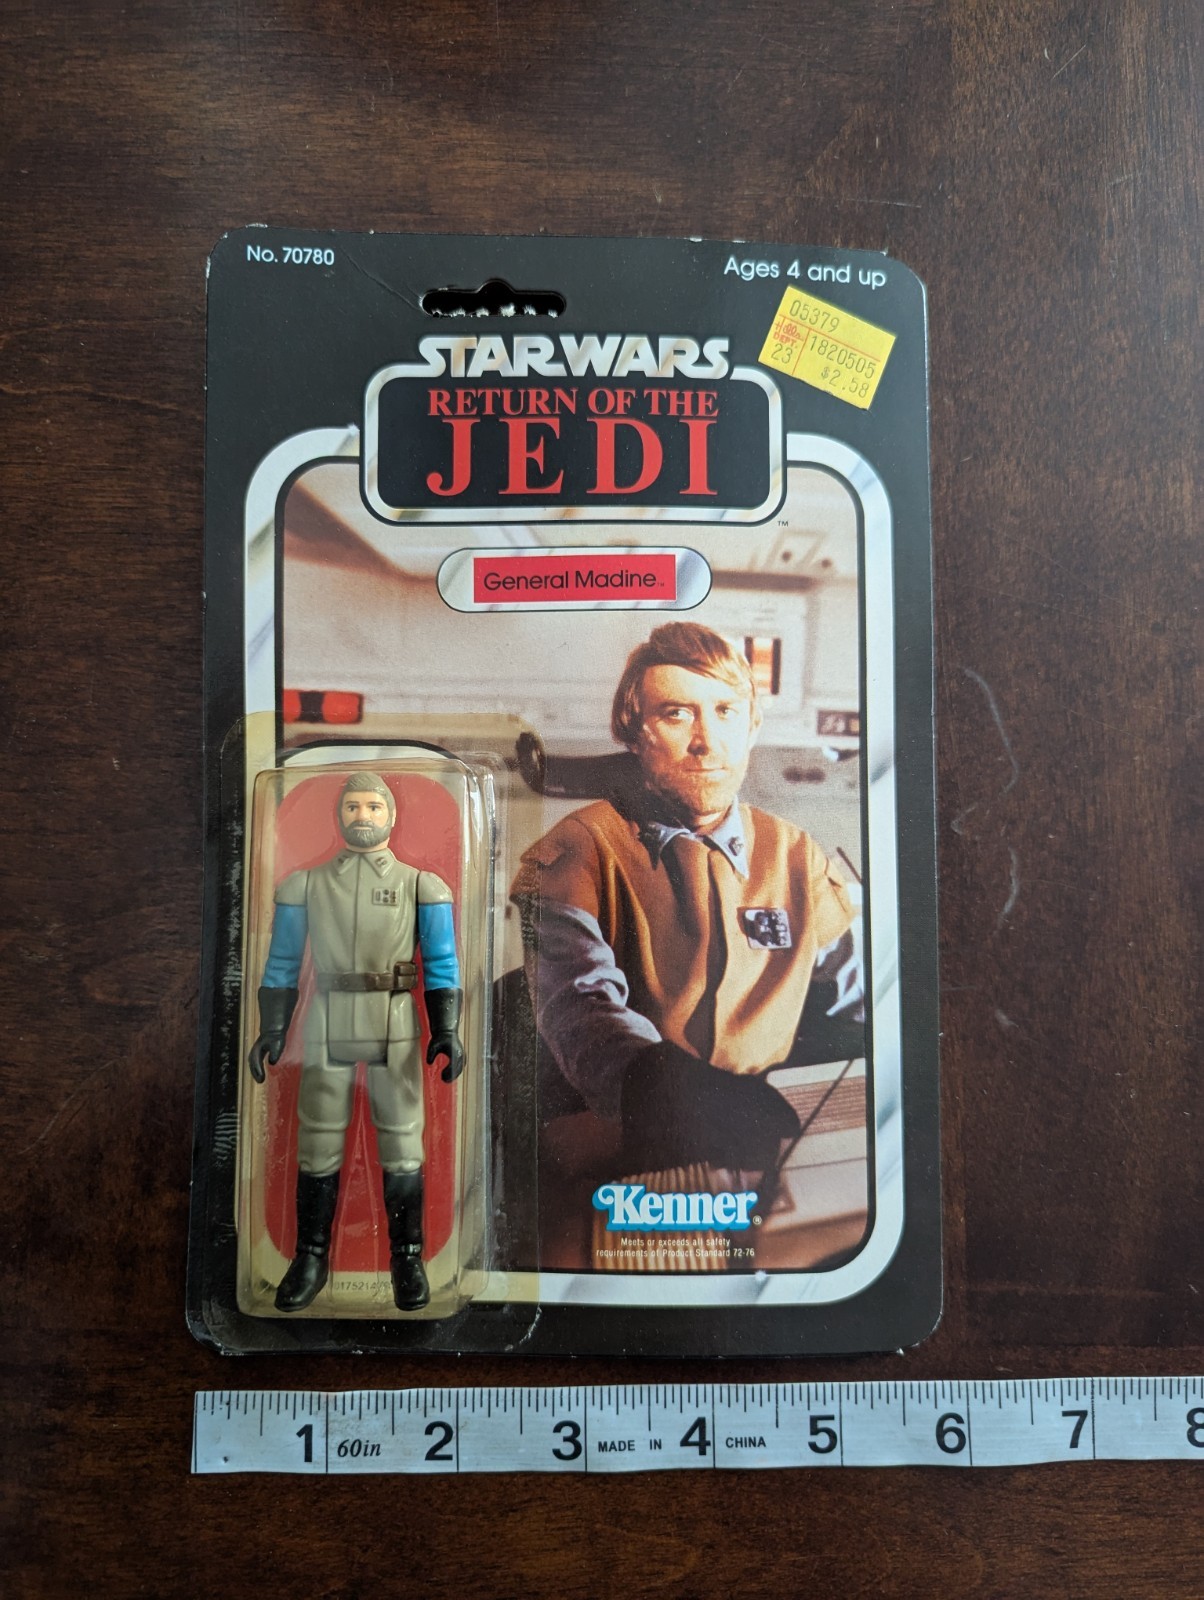 No. 70780
Ages 4 and up
05379
DEPT.
23
1820505
$2.58
STAR WARS
RETURN OF THE
JEDI
™
General Madine™
Kenner®
Meets or exceeds all safety
requirements of Product Standard 72-76
1 60in 2 3 MADE IN 4 CHINA 5 6 7 8